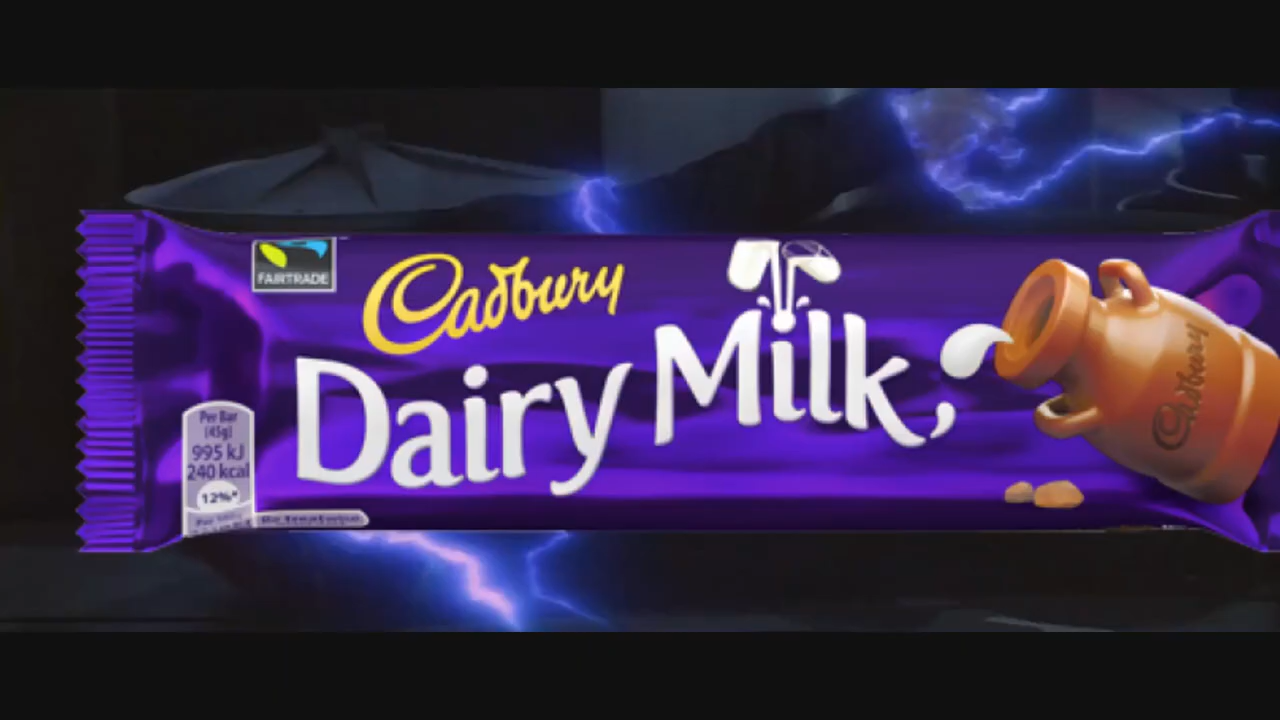 FAIRTRADE
Cadbury
Dairy Milk
Cadbury
Per Bar
(45g)
995 kJ
240 kcal
12%*